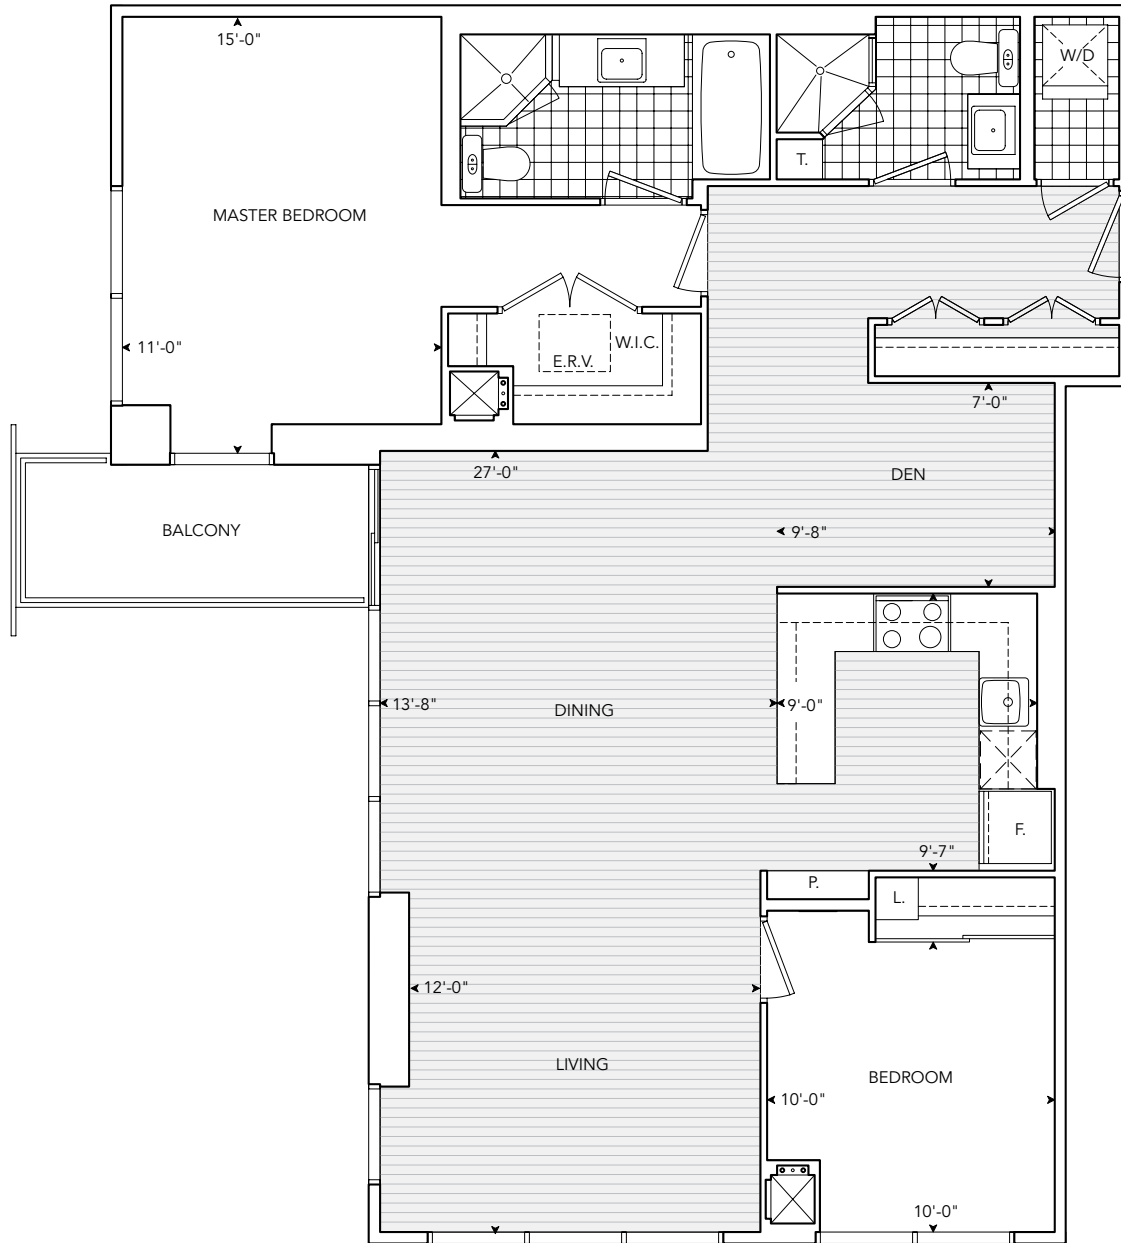 15'-0"
W/D
T.
MASTER BEDROOM
W.I.C.
11'-0"
E.R.V.
7'-0"
27'-0"
DEN
BALCONY
9'-8"
13'-8"
DINING
9'-0"
F.
9'-7"
P.
L.
12'-0"
LIVING
BEDROOM
10'-0"
10'-0"